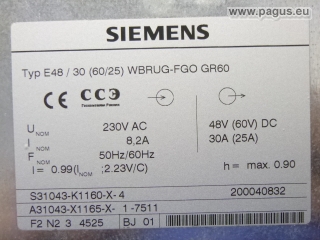 www.pagus.eu
SIEMENS
Typ E48 / 30 (60/25) WBRUG-FGO GR60
CE ССЭ
U NOM 230V AC 48V (60V) DC
I NOM 8,2A 30A (25A)
F NOM 50Hz/60Hz
l = 0.99(I NOM ;2.23V/C) h = max. 0.90
S31043-K1160-X-4 200040832
A31043-X1165-X- 1 -7511
F2 N2 3 4525 BJ 01